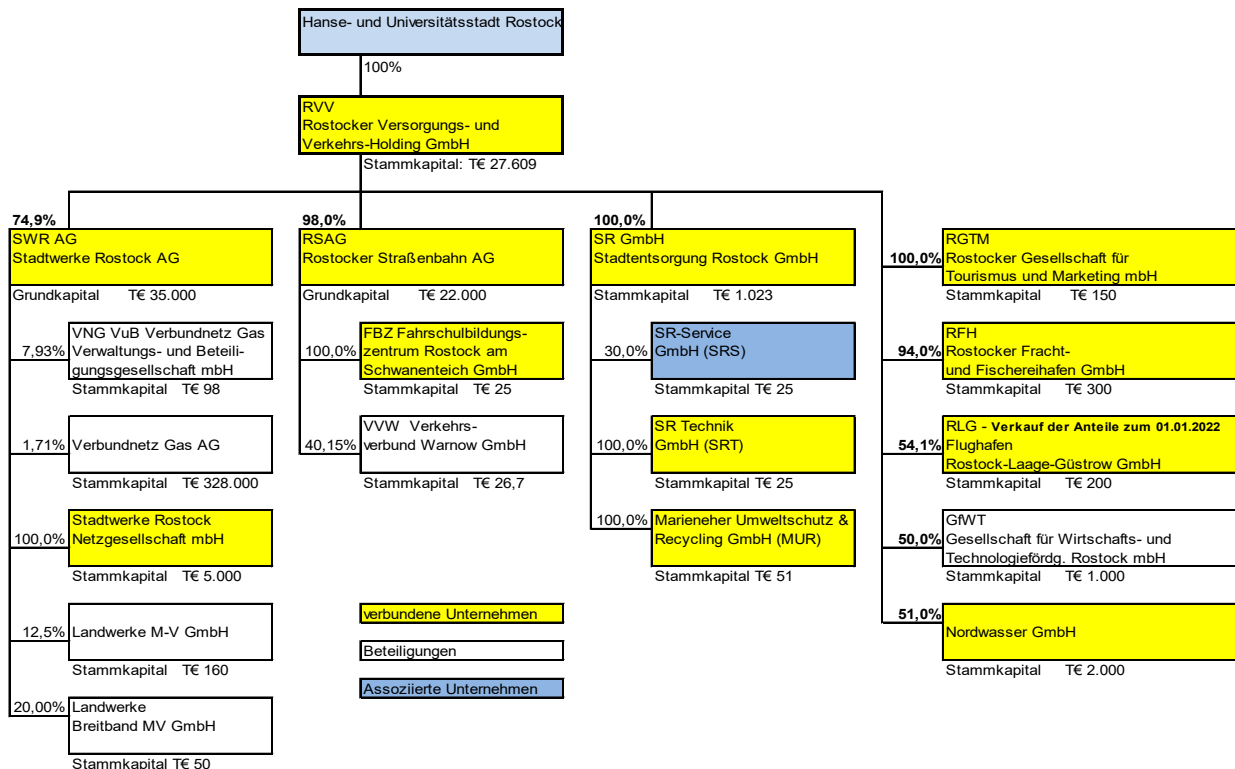 Hanse- und Universitätsstadt Rostock
100%
RVV
Rostocker Versorgungs- und
Verkehrs-Holding GmbH
Stammkapital: T€ 27.609
74,9%
SWR AG
Stadtwerke Rostock AG
Grundkapital T€ 35.000
7,93%
VNG VuB Verbundnetz Gas
Verwaltungs- und Beteili-
gungsgesellschaft mbH
Stammkapital T€ 98
1,71%
Verbundnetz Gas AG
Stammkapital T€ 328.000
100,0%
Stadtwerke Rostock
Netzgesellschaft mbH
Stammkapital T€ 5.000
12,5%
Landwerke M-V GmbH
Stammkapital T€ 160
20,00%
Landwerke
Breitband MV GmbH
Stammkapital T€ 50
98,0%
RSAG
Rostocker Straßenbahn AG
Grundkapital T€ 22.000
100,0%
FBZ Fahrschulbildungs-
zentrum Rostock am
Schwanenteich GmbH
Stammkapital T€ 25
40,15%
VVW Verkehrs-
verbund Warnow GmbH
Stammkapital T€ 26,7
verbundene Unternehmen
Beteiligungen
Assoziierte Unternehmen
100,0%
SR GmbH
Stadtentsorgung Rostock GmbH
Stammkapital T€ 1.023
30,0%
SR-Service
GmbH (SRS)
Stammkapital T€ 25
100,0%
SR Technik
GmbH (SRT)
Stammkapital T€ 25
100,0%
Marieneher Umweltschutz &
Recycling GmbH (MUR)
Stammkapital T€ 51
100,0%
RGTM
Rostocker Gesellschaft für
Tourismus und Marketing mbH
Stammkapital T€ 150
94,0%
RFH
Rostocker Fracht-
und Fischereihafen GmbH
Stammkapital T€ 300
54,1%
RLG - Verkauf der Anteile zum 01.01.2022
Flughafen
Rostock-Laage-Güstrow GmbH
Stammkapital T€ 200
50,0%
GfWT
Gesellschaft für Wirtschafts- und
Technologiefördg. Rostock mbH
Stammkapital T€ 1.000
51,0%
Nordwasser GmbH
Stammkapital T€ 2.000